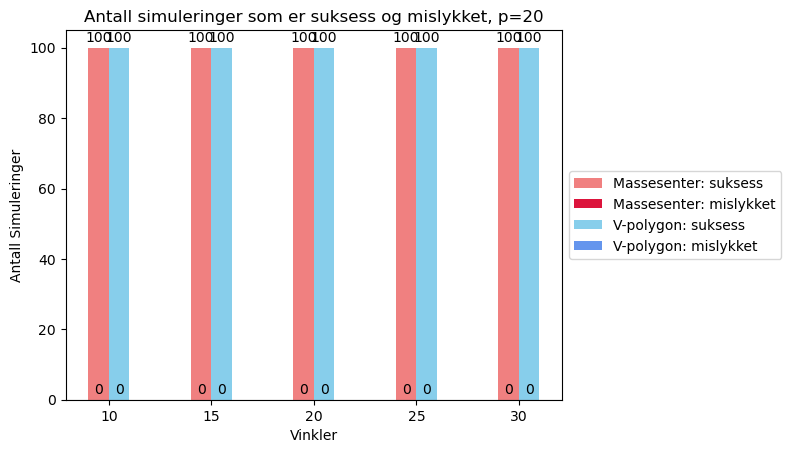 Antall simuleringer som er suksess og mislykket, p=20
100 100 100 100 100 100 100 100 100 100
100
80
60
40
20
0
Antall Simuleringer
0 0 0 0 0 0 0 0 0 0
10 15 20 25 30
Vinkler
Massesenter: suksess
Massesenter: mislykket
V-polygon: suksess
V-polygon: mislykket